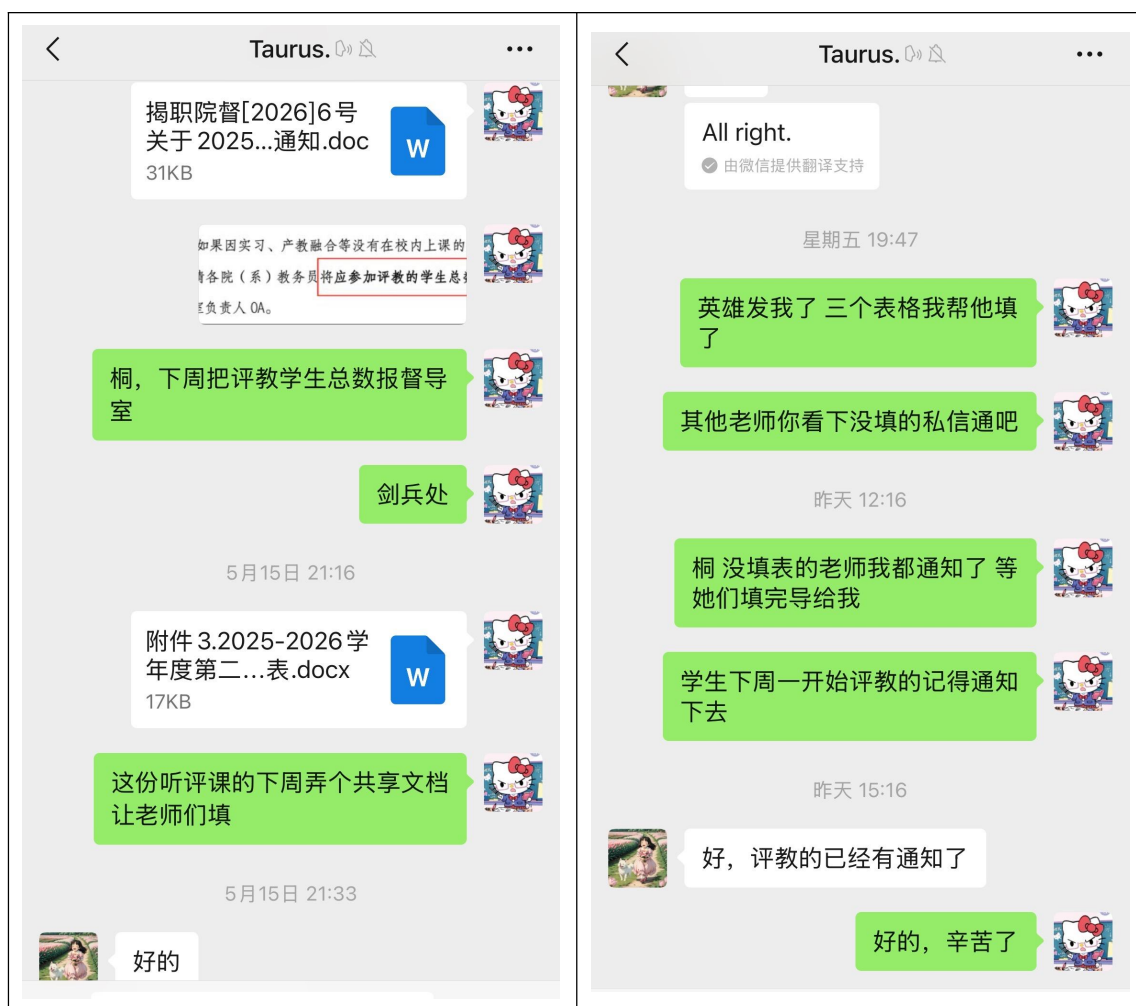 Taurus.
揭职院督[2026]6号
关于2025...通知.doc
W
31KB
如果因实习、产教融合等没有在校内上课的
各院（系）教务员将应参加评教的学生总
负责人 OA。
桐，下周把评教学生总数报督导
室
剑兵处
5月15日 21:16
附件3.2025-2026学
年度第二...表.docx
W
17KB
这份听评课的下周弄个共享文档
让老师们填
5月15日 21:33
好的
Taurus.
All right.
由微信提供翻译支持
星期五 19:47
英雄发我了 三个表格我帮他填
了
其他老师你看下没填的私信通吧
昨天 12:16
桐 没填表的老师我都通知了 等
她们填完导给我
学生下周一开始评教的记得通知
下去
昨天 15:16
好，评教的已经有通知了
好的，辛苦了